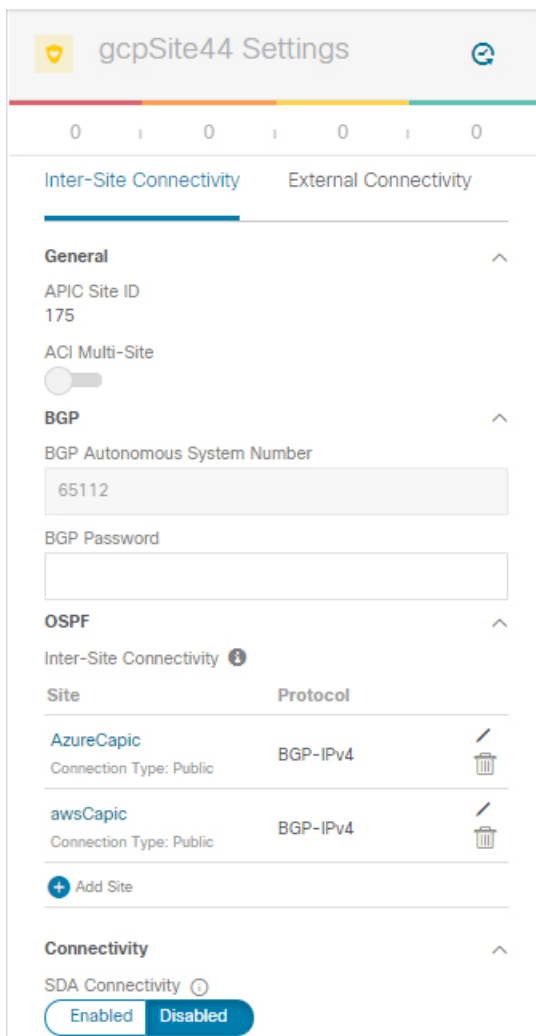 gcpSite44 Settings
0 0 0 0
Inter-Site Connectivity External Connectivity
General
APIC Site ID
175
ACI Multi-Site
BGP
BGP Autonomous System Number
65112
BGP Password
OSPF
Inter-Site Connectivity
Site Protocol
AzureCapic
BGP-IPv4
Connection Type: Public
awsCapic
BGP-IPv4
Connection Type: Public
Add Site
Connectivity
SDA Connectivity
Enabled Disabled